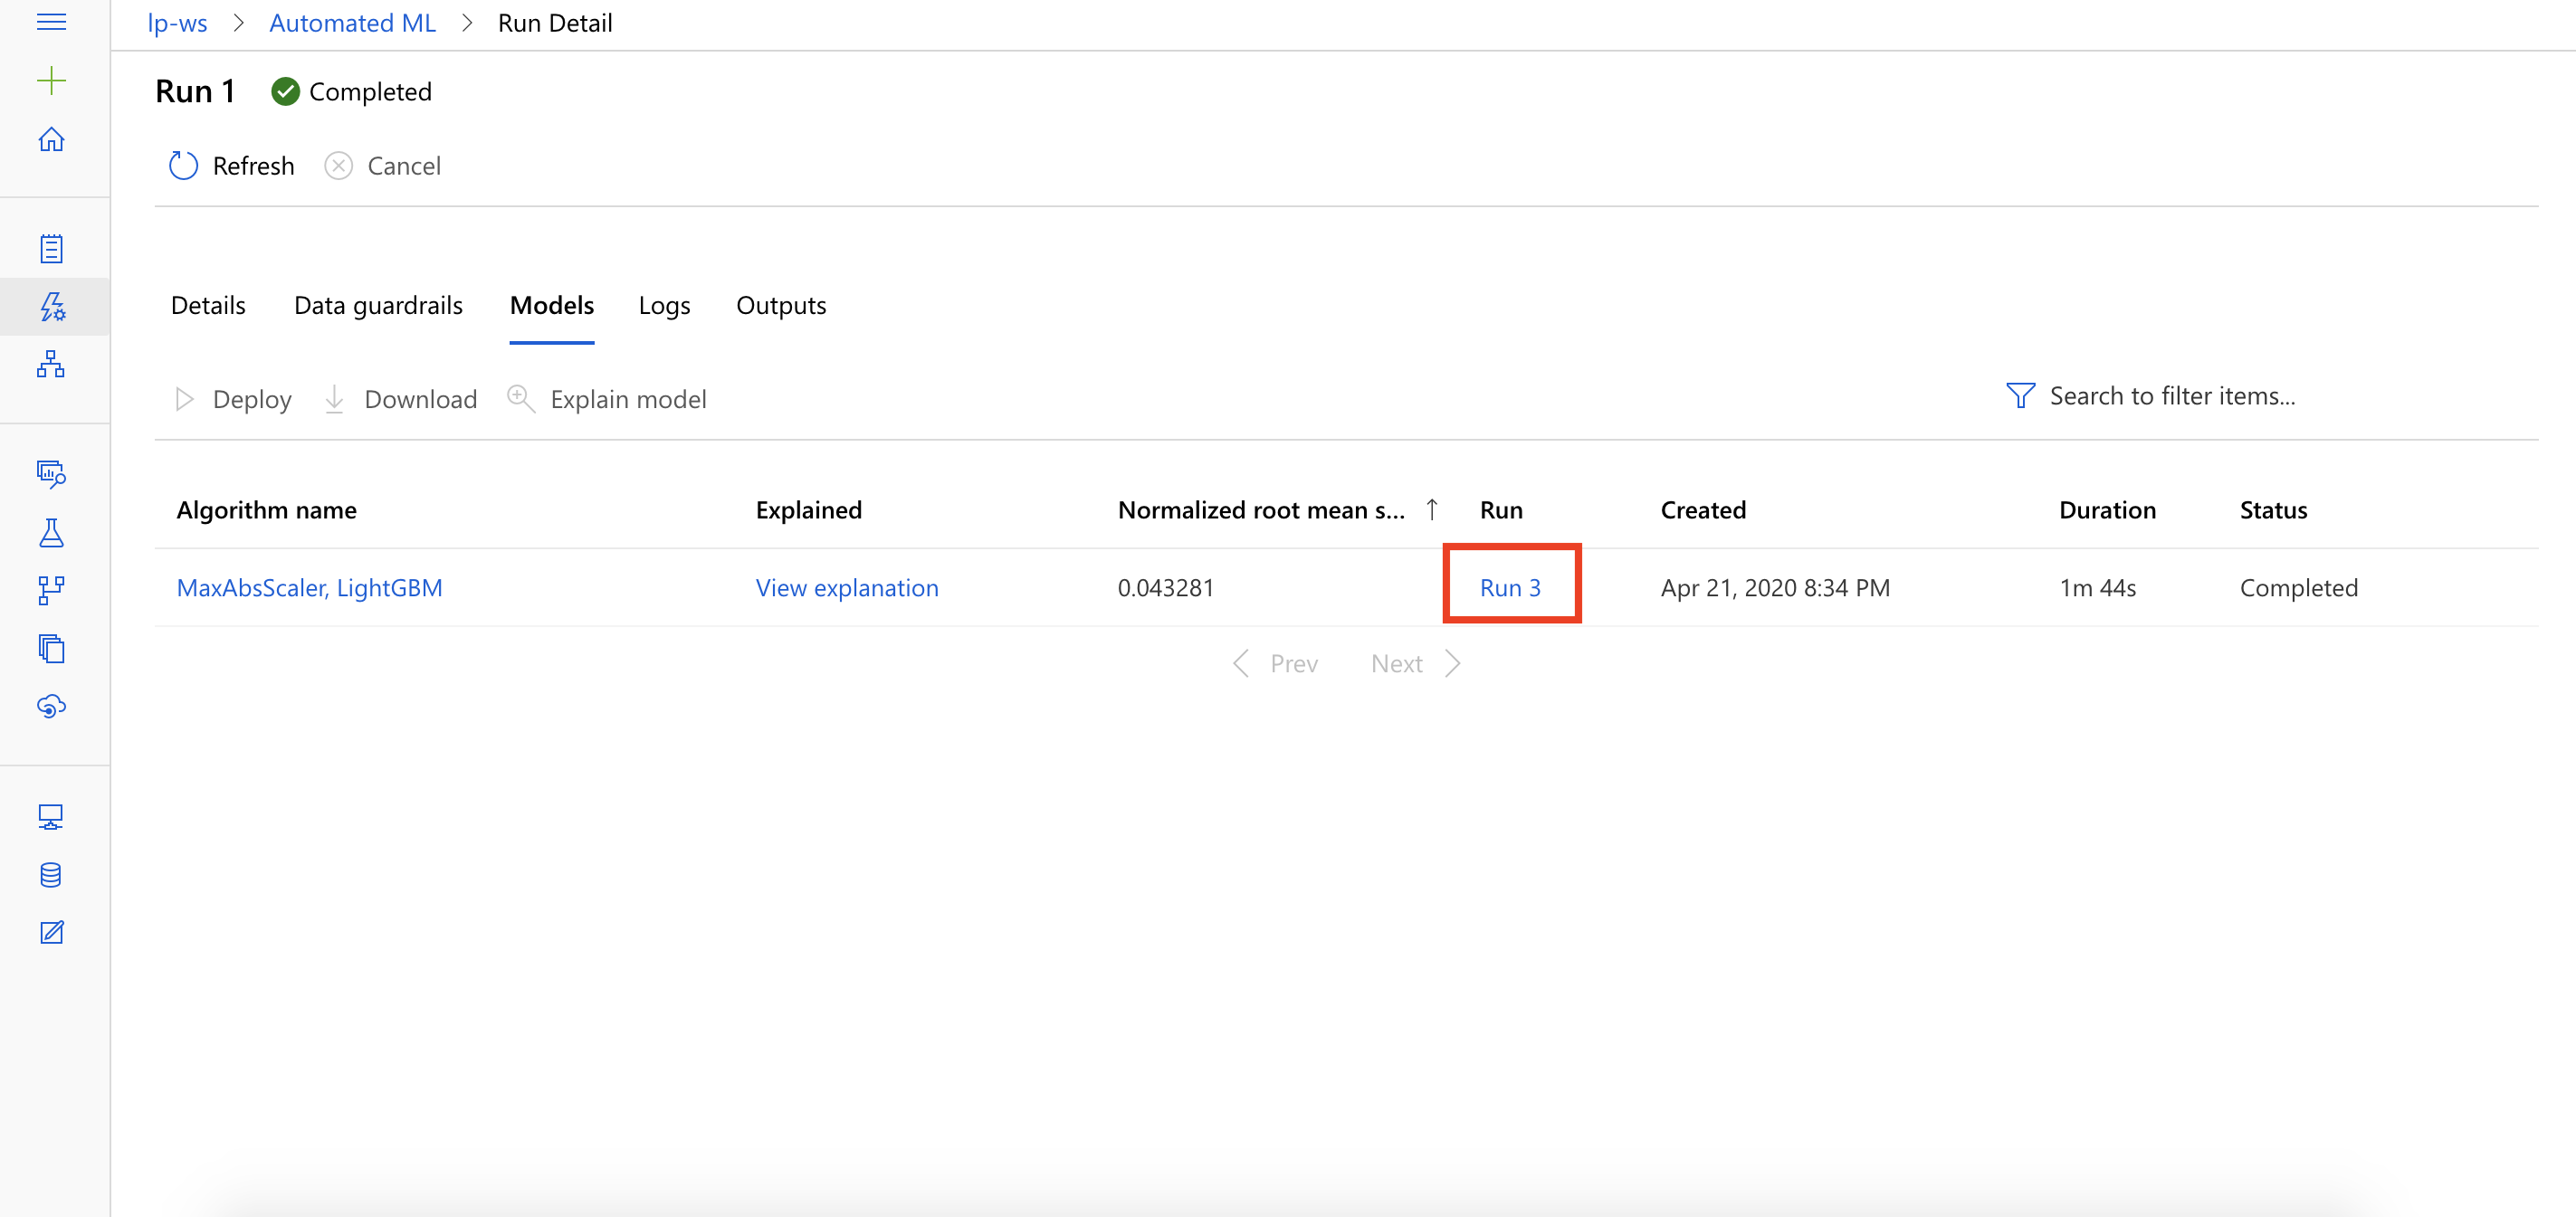 lp-ws > Automated ML > Run Detail
Run 1 Completed
Refresh Cancel
Details Data guardrails Models Logs Outputs
Deploy Download Explain model Search to filter items...
Algorithm name Explained Normalized root mean s... ↑ Run Created Duration Status
MaxAbsScaler, LightGBM View explanation 0.043281 Run 3 Apr 21, 2020 8:34 PM 1m 44s Completed
< Prev Next >